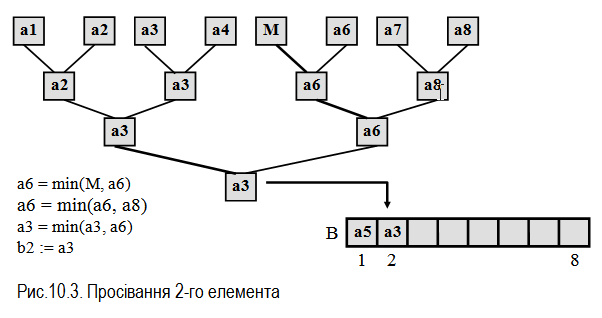 a1 a2 a3 a4 M a6 a7 a8
a2 a3 a6 a8
a3 a6
a3
a6 = min(M, a6)
a6 = min(a6, a8)
a3 = min(a3, a6)
b2 := a3
B a5 a3
1 2 8
Рис.10.3. Просівання 2-го елемента